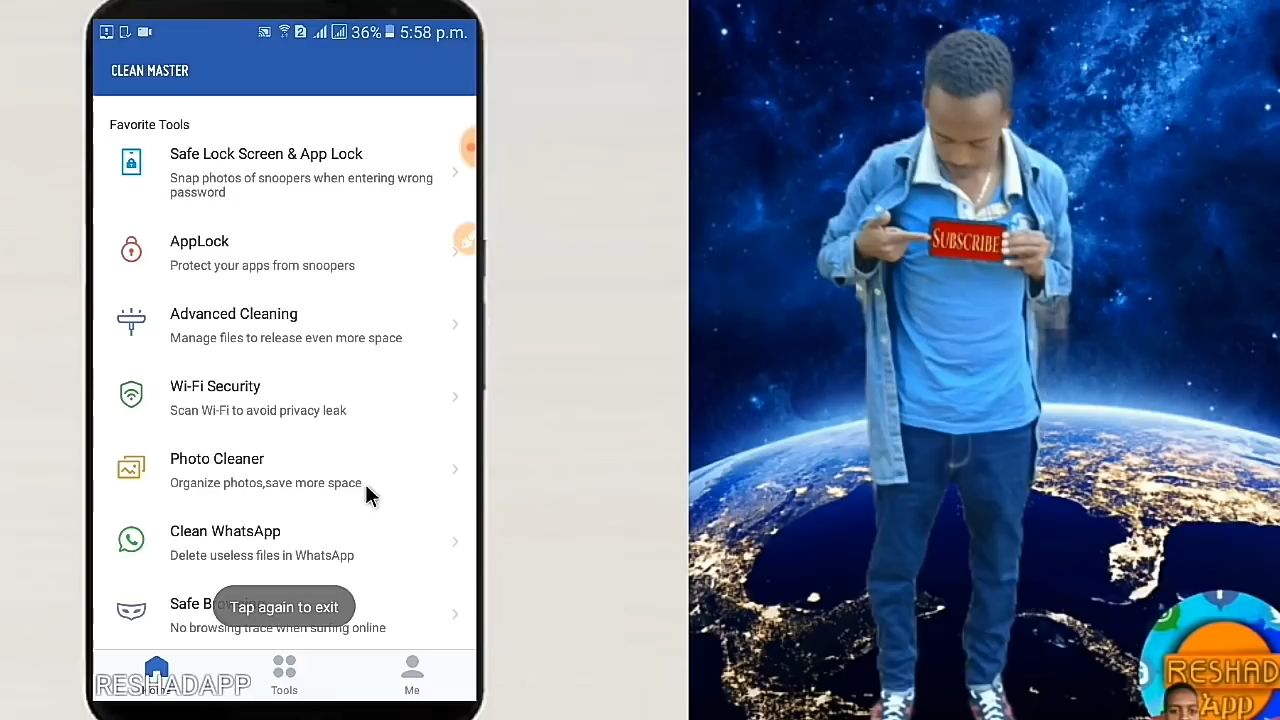 2 36% 5:58 p.m.
CLEAN MASTER
Favorite Tools
Safe Lock Screen & App Lock
Snap photos of snoopers when entering wrong
password
AppLock
Protect your apps from snoopers
Advanced Cleaning
Manage files to release even more space
Wi-Fi Security
Scan Wi-Fi to avoid privacy leak
Photo Cleaner
Organize photos,save more space
Clean WhatsApp
Delete useless files in WhatsApp
Safe
Tap again to exit
No browsing trace when surfing online
RESHADAPP
Tools
Me
SUBSCRIBE
RESHAD
App